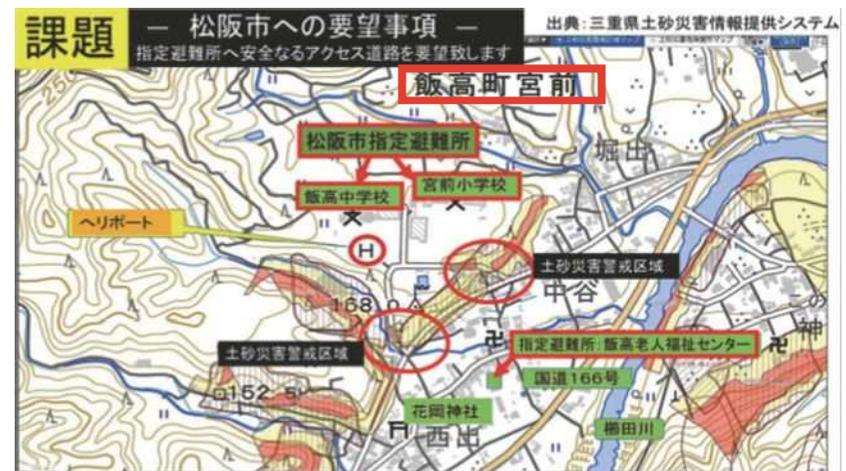 課題
― 松阪市への要望事項 ―
指定避難所へ安全なるアクセス道路を要望致します
出典:三重県土砂災害情報提供システム
飯高町宮前
松阪市指定避難所
堀出
飯高中学校
宮前小学校
ヘリポート
H
土砂災害警戒区域
中谷
168
この
神
土砂災害警戒区域
指定避難所:飯高老人福祉センター
国道166号
152
花岡神社
西出
櫛田川